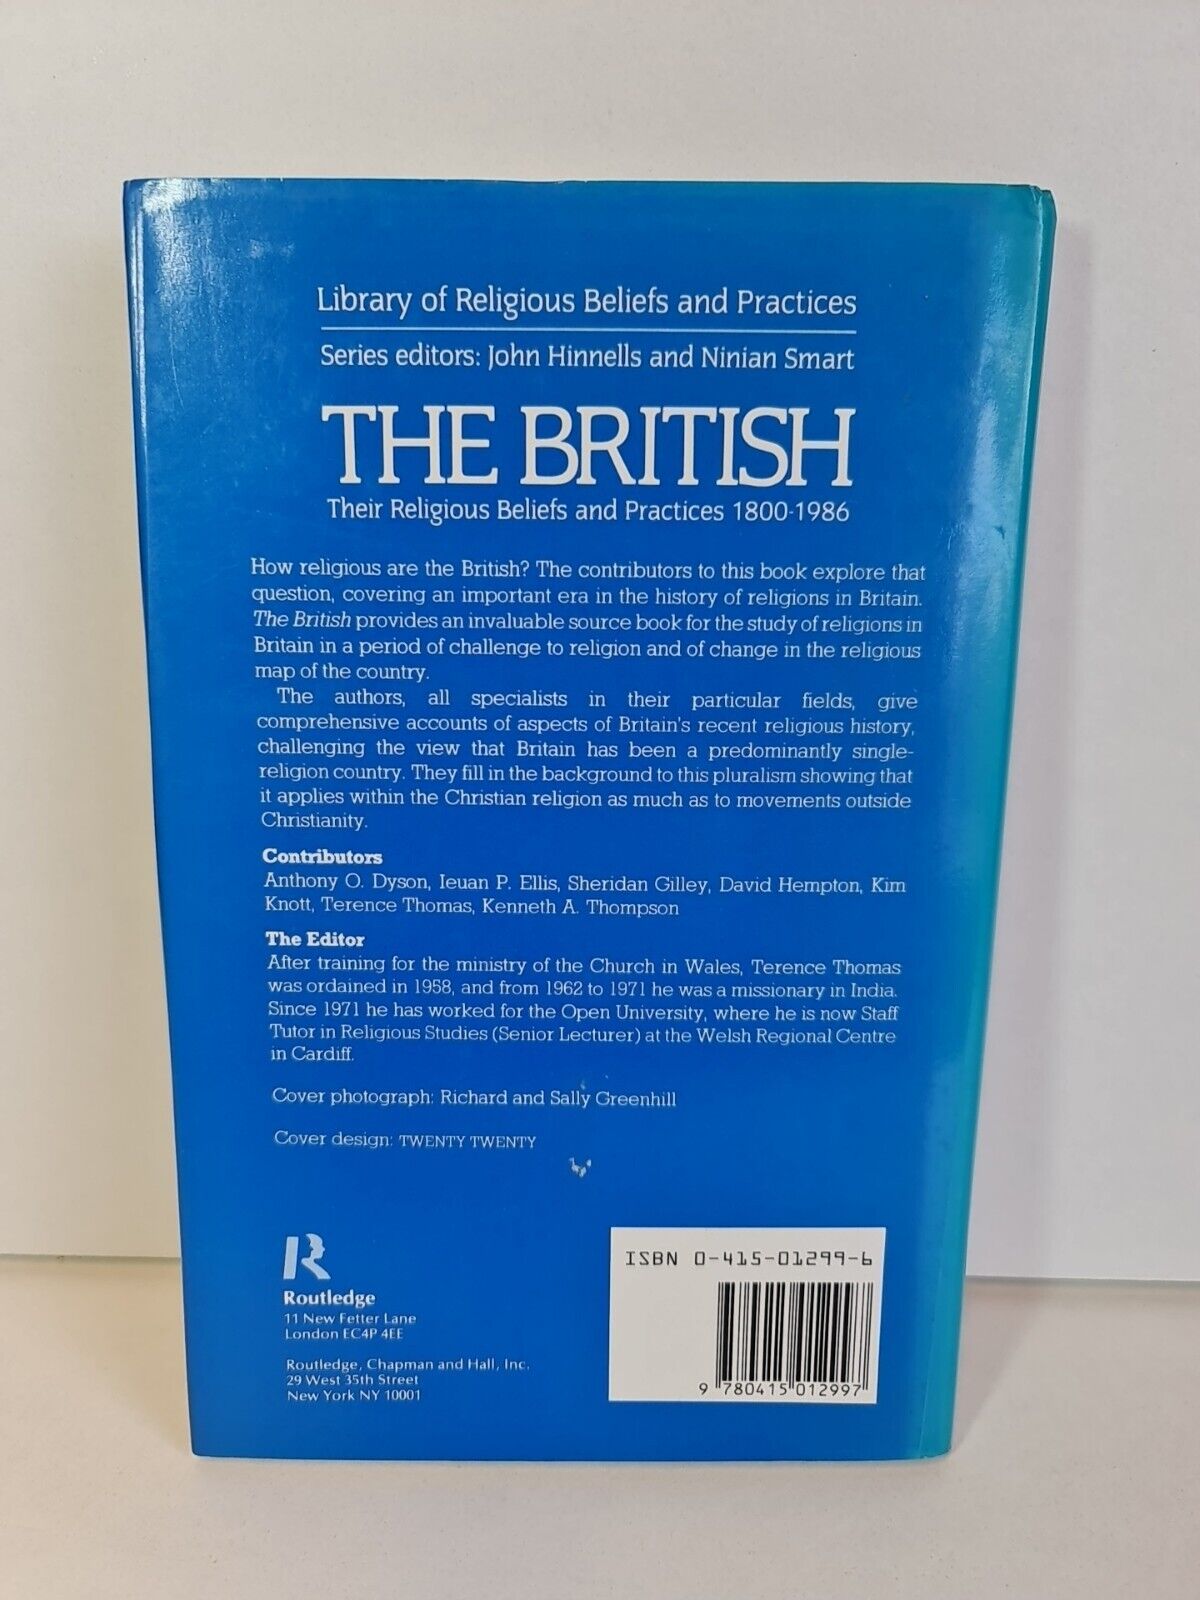 Library of Religious Beliefs and Practices
Series editors: John Hinnells and Ninian Smart
THE BRITISH
Their Religious Beliefs and Practices 1800-1986
How religious are the British? The contributors to this book explore that
question, covering an important era in the history of religions in Britain.
The British provides an invaluable source book for the study of religions in
Britain in a period of challenge to religion and of change in the religious
map of the country.
The authors, all specialists in their particular fields, give
comprehensive accounts of aspects of Britain's recent religious history,
challenging the view that Britain has been a predominantly single-
religion country. They fill in the background to this pluralism showing that
it applies within the Christian religion as much as to movements outside
Christianity.
Contributors
Anthony O. Dyson, Ieuan P. Ellis, Sheridan Gilley, David Hempton, Kim
Knott, Terence Thomas, Kenneth A. Thompson
The Editor
After training for the ministry of the Church in Wales, Terence Thomas
was ordained in 1958, and from 1962 to 1971 he was a missionary in India.
Since 1971 he has worked for the Open University, where he is now Staff
Tutor in Religious Studies (Senior Lecturer) at the Welsh Regional Centre
in Cardiff.
Cover photograph: Richard and Sally Greenhill
Cover design: TWENTY TWENTY
R
Routledge
11 New Fetter Lane
London EC4P 4EE
Routledge, Chapman and Hall, Inc.
29 West 35th Street
New York NY 10001
ISBN 0-415-01299-6
9 780415 012997